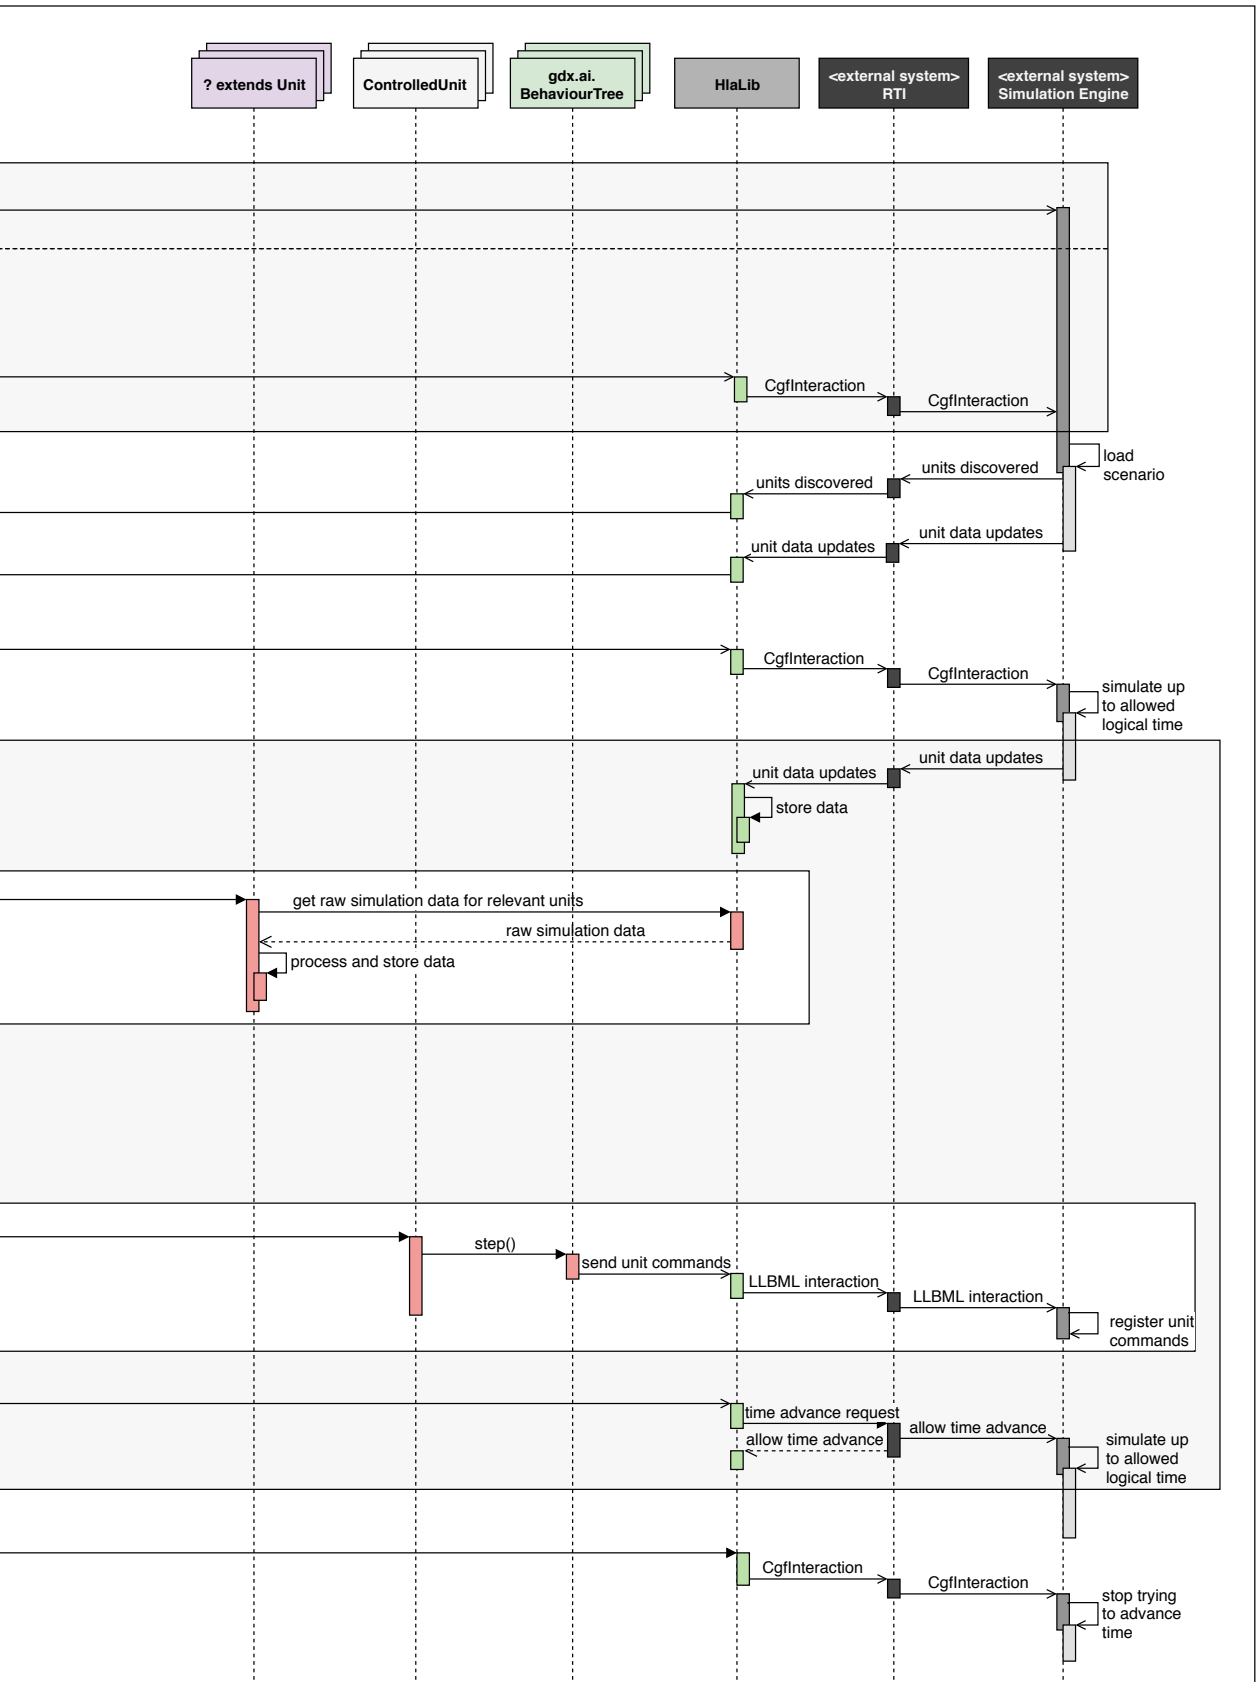 ? extends Unit
ControlledUnit
gdx.ai.
BehaviourTree
HlaLib
<external system>
RTI
<external system>
Simulation Engine
CgfInteraction
CgfInteraction
load
scenario
units discovered
units discovered
unit data updates
unit data updates
CgfInteraction
CgfInteraction
simulate up
to allowed
logical time
unit data updates
unit data updates
store data
get raw simulation data for relevant units
raw simulation data
process and store data
step()
send unit commands
LLBML interaction
LLBML interaction
register unit
commands
time advance request
allow time advance
allow time advance
simulate up
to allowed
logical time
CgfInteraction
CgfInteraction
stop trying
to advance
time